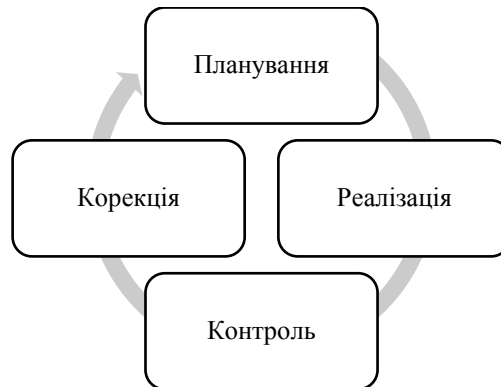 Планування
Корекція
Реалізація
Контроль